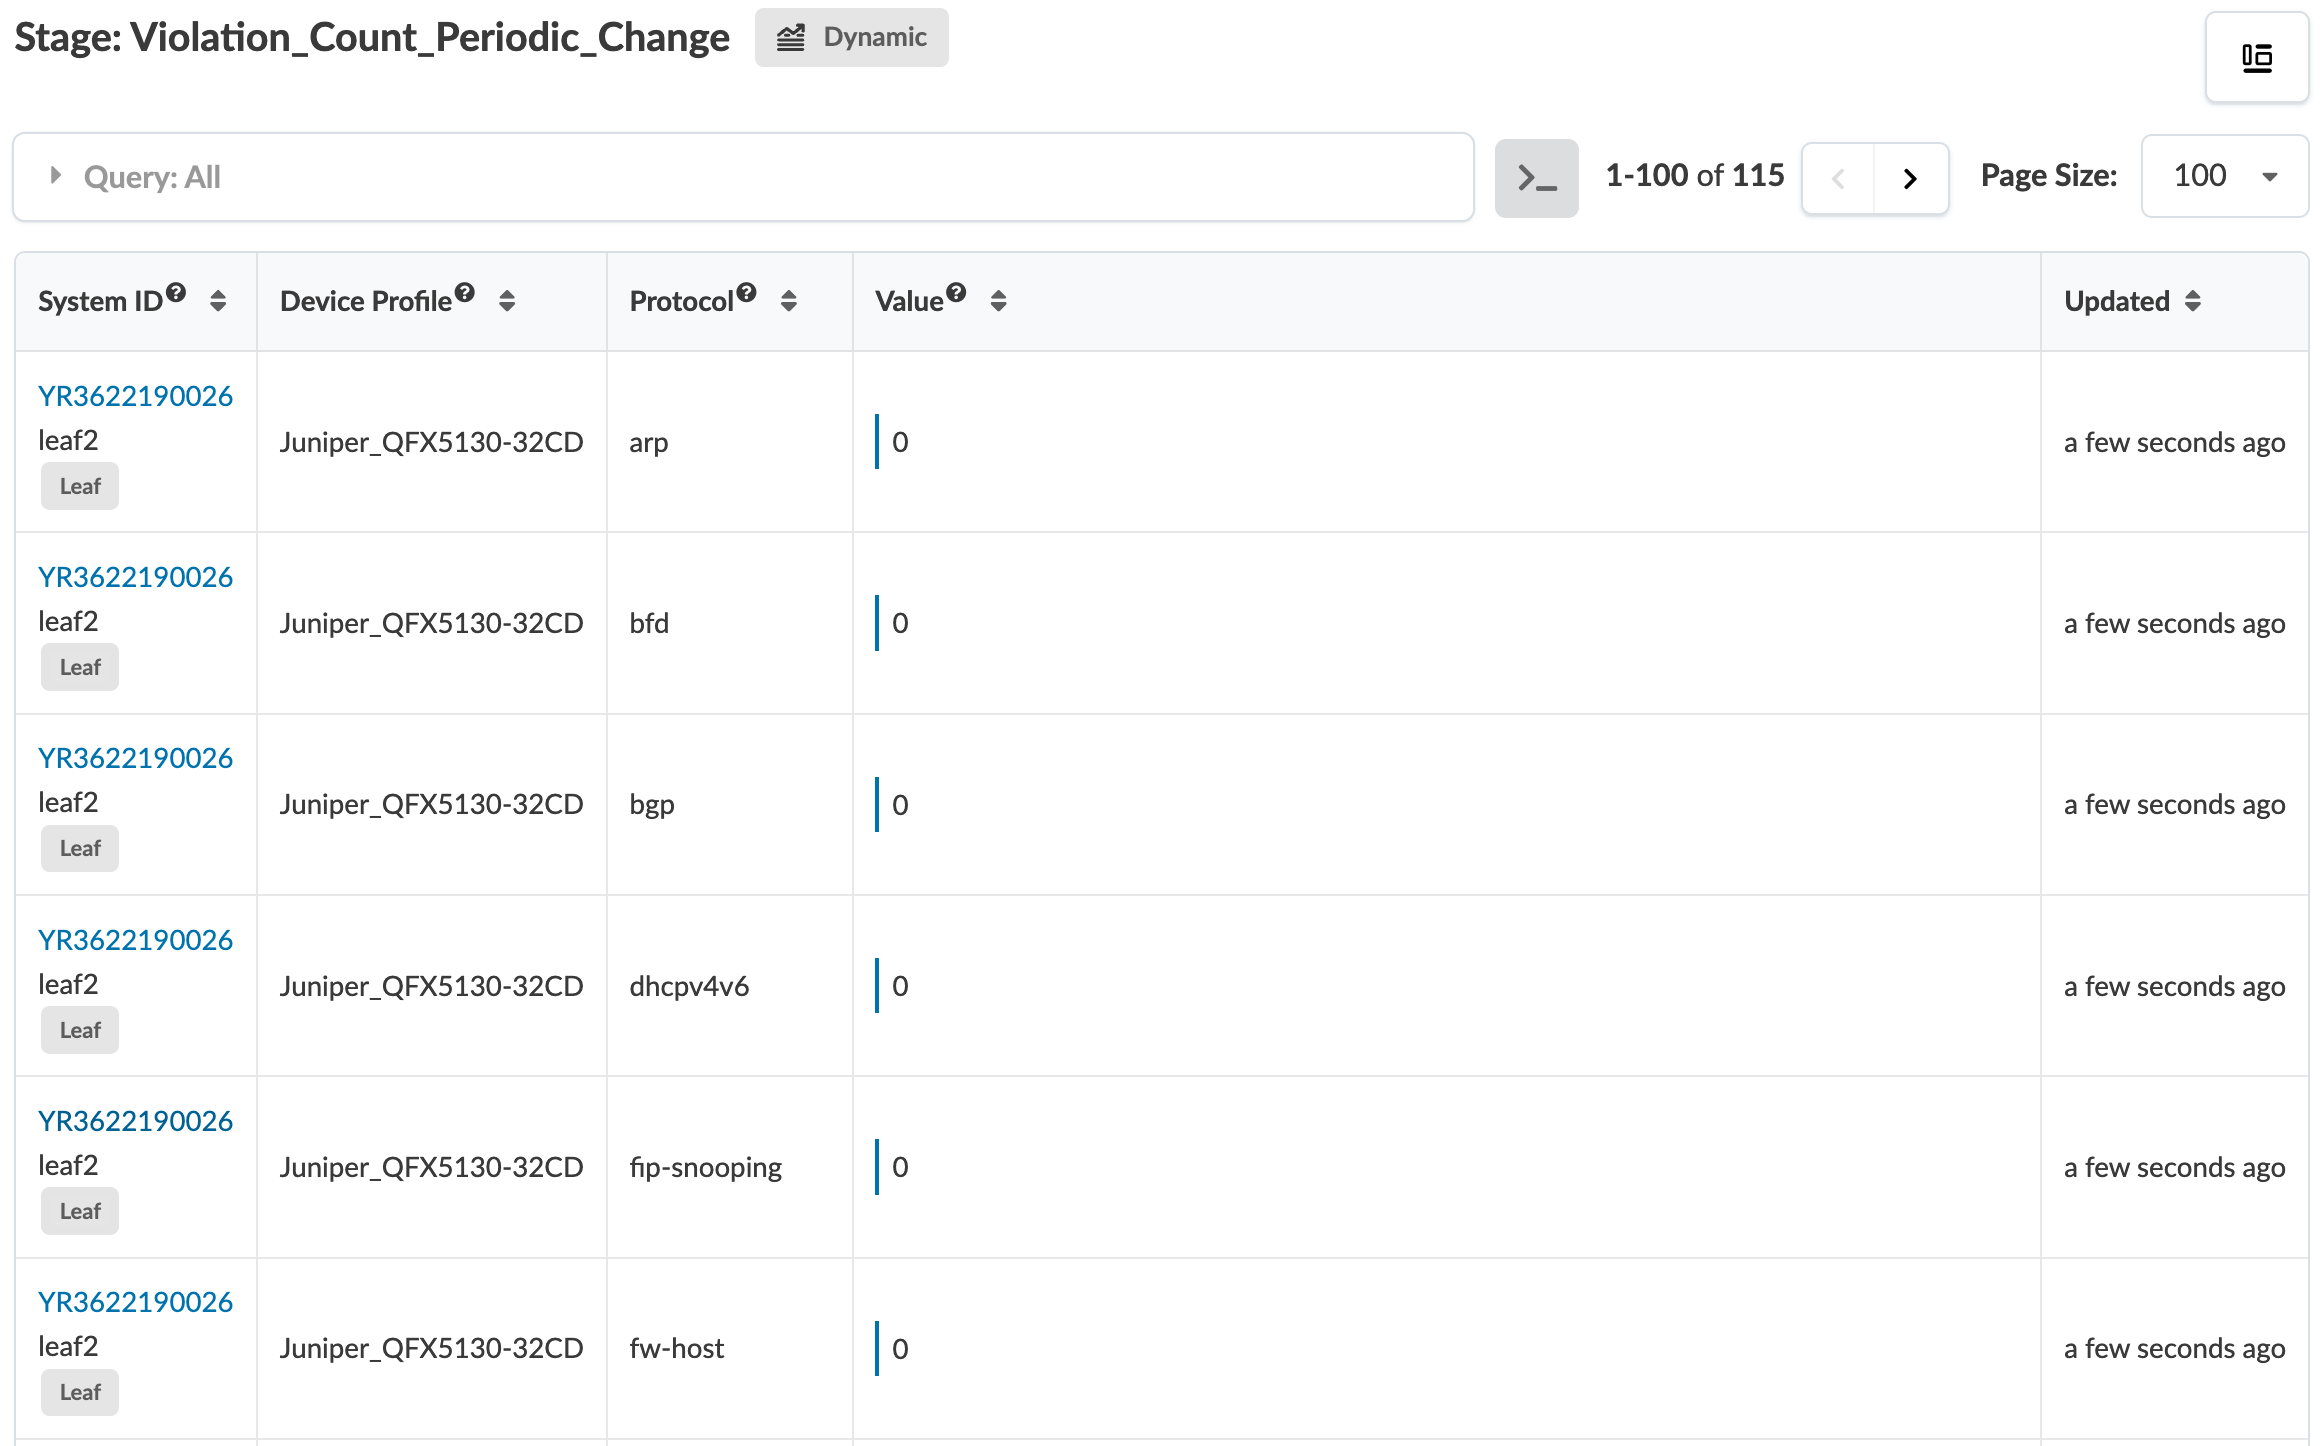 Stage: Violation_Count_Periodic_Change Dynamic
Query: All 1-100 of 115 Page Size: 100
System ID Device Profile Protocol Value Updated
YR3622190026
leaf2
Leaf
Juniper_QFX5130-32CD arp 0 a few seconds ago
YR3622190026
leaf2
Leaf
Juniper_QFX5130-32CD bfd 0 a few seconds ago
YR3622190026
leaf2
Leaf
Juniper_QFX5130-32CD bgp 0 a few seconds ago
YR3622190026
leaf2
Leaf
Juniper_QFX5130-32CD dhcpv4v6 0 a few seconds ago
YR3622190026
leaf2
Leaf
Juniper_QFX5130-32CD fip-snooping 0 a few seconds ago
YR3622190026
leaf2
Leaf
Juniper_QFX5130-32CD fw-host 0 a few seconds ago